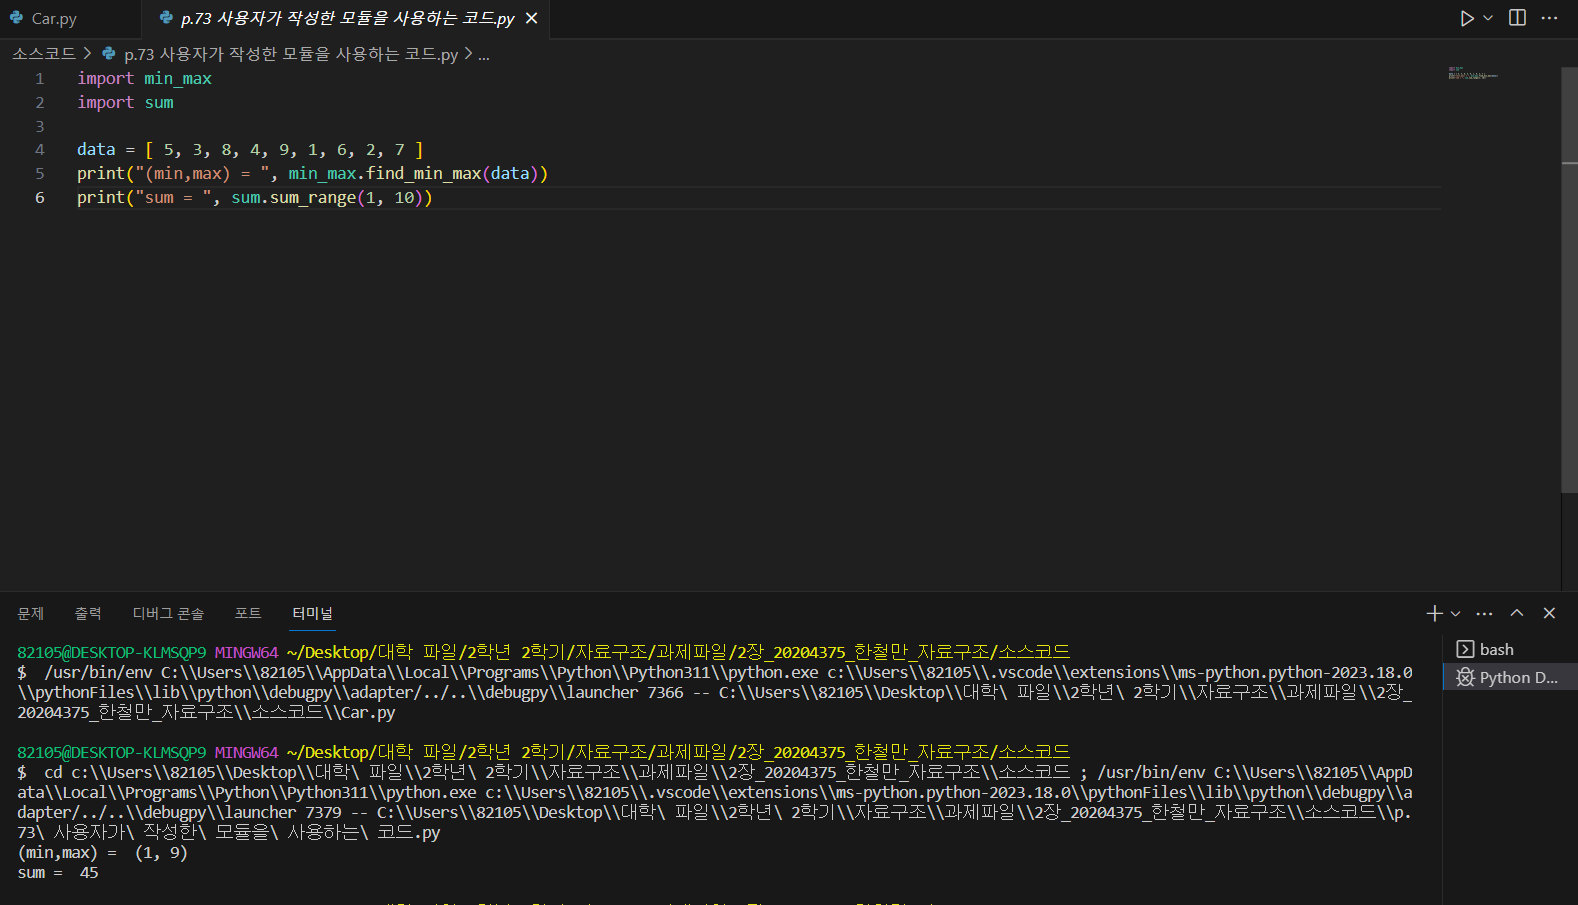 Car.py
p.73 사용자가 작성한 모듈을 사용하는 코드.py
소스코드 > p.73 사용자가 작성한 모듈을 사용하는 코드.py > ...
1 import min_max
2 import sum
3
4 data = [ 5, 3, 8, 4, 9, 1, 6, 2, 7 ]
5 print("(min,max) = ", min_max.find_min_max(data))
6 print("sum = ", sum.sum_range(1, 10))
문제 출력 디버그 콘솔 포트 터미널
bash
Python D...
82105@DESKTOP-KLMSQP9 MINGW64 ~/Desktop/대학 파일/2학년 2학기/자료구조/과제파일/2장_20204375_한철만_자료구조/소스코드
$  /usr/bin/env C:\\Users\\82105\\AppData\\Local\\Programs\\Python\\Python311\\python.exe c:\\Users\\82105\\.vscode\\extensions\\ms-python.python-2023.18.0
\\pythonFiles\\lib\\python\\debugpy\\adapter/../..\\debugpy\\launcher 7366 -- C:\\Users\\82105\\Desktop\\대학\ 파일\\2학년\ 2학기\\자료구조\\과제파일\\2장_
20204375_한철만_자료구조\\소스코드\\Car.py
82105@DESKTOP-KLMSQP9 MINGW64 ~/Desktop/대학 파일/2학년 2학기/자료구조/과제파일/2장_20204375_한철만_자료구조/소스코드
$  cd c:\\Users\\82105\\Desktop\\대학\ 파일\\2학년\ 2학기\\자료구조\\과제파일\\2장_20204375_한철만_자료구조\\소스코드 ; /usr/bin/env C:\\Users\\82105\\AppD
ata\\Local\\Programs\\Python\\Python311\\python.exe c:\\Users\\82105\\.vscode\\extensions\\ms-python.python-2023.18.0\\pythonFiles\\lib\\python\\debugpy\\a
dapter/../..\\debugpy\\launcher 7379 -- C:\\Users\\82105\\Desktop\\대학\ 파일\\2학년\ 2학기\\자료구조\\과제파일\\2장_20204375_한철만_자료구조\\소스코드\\p.
73\ 사용자가\ 작성한\ 모듈을\ 사용하는\ 코드.py
(min,max) =  (1, 9)
sum =  45